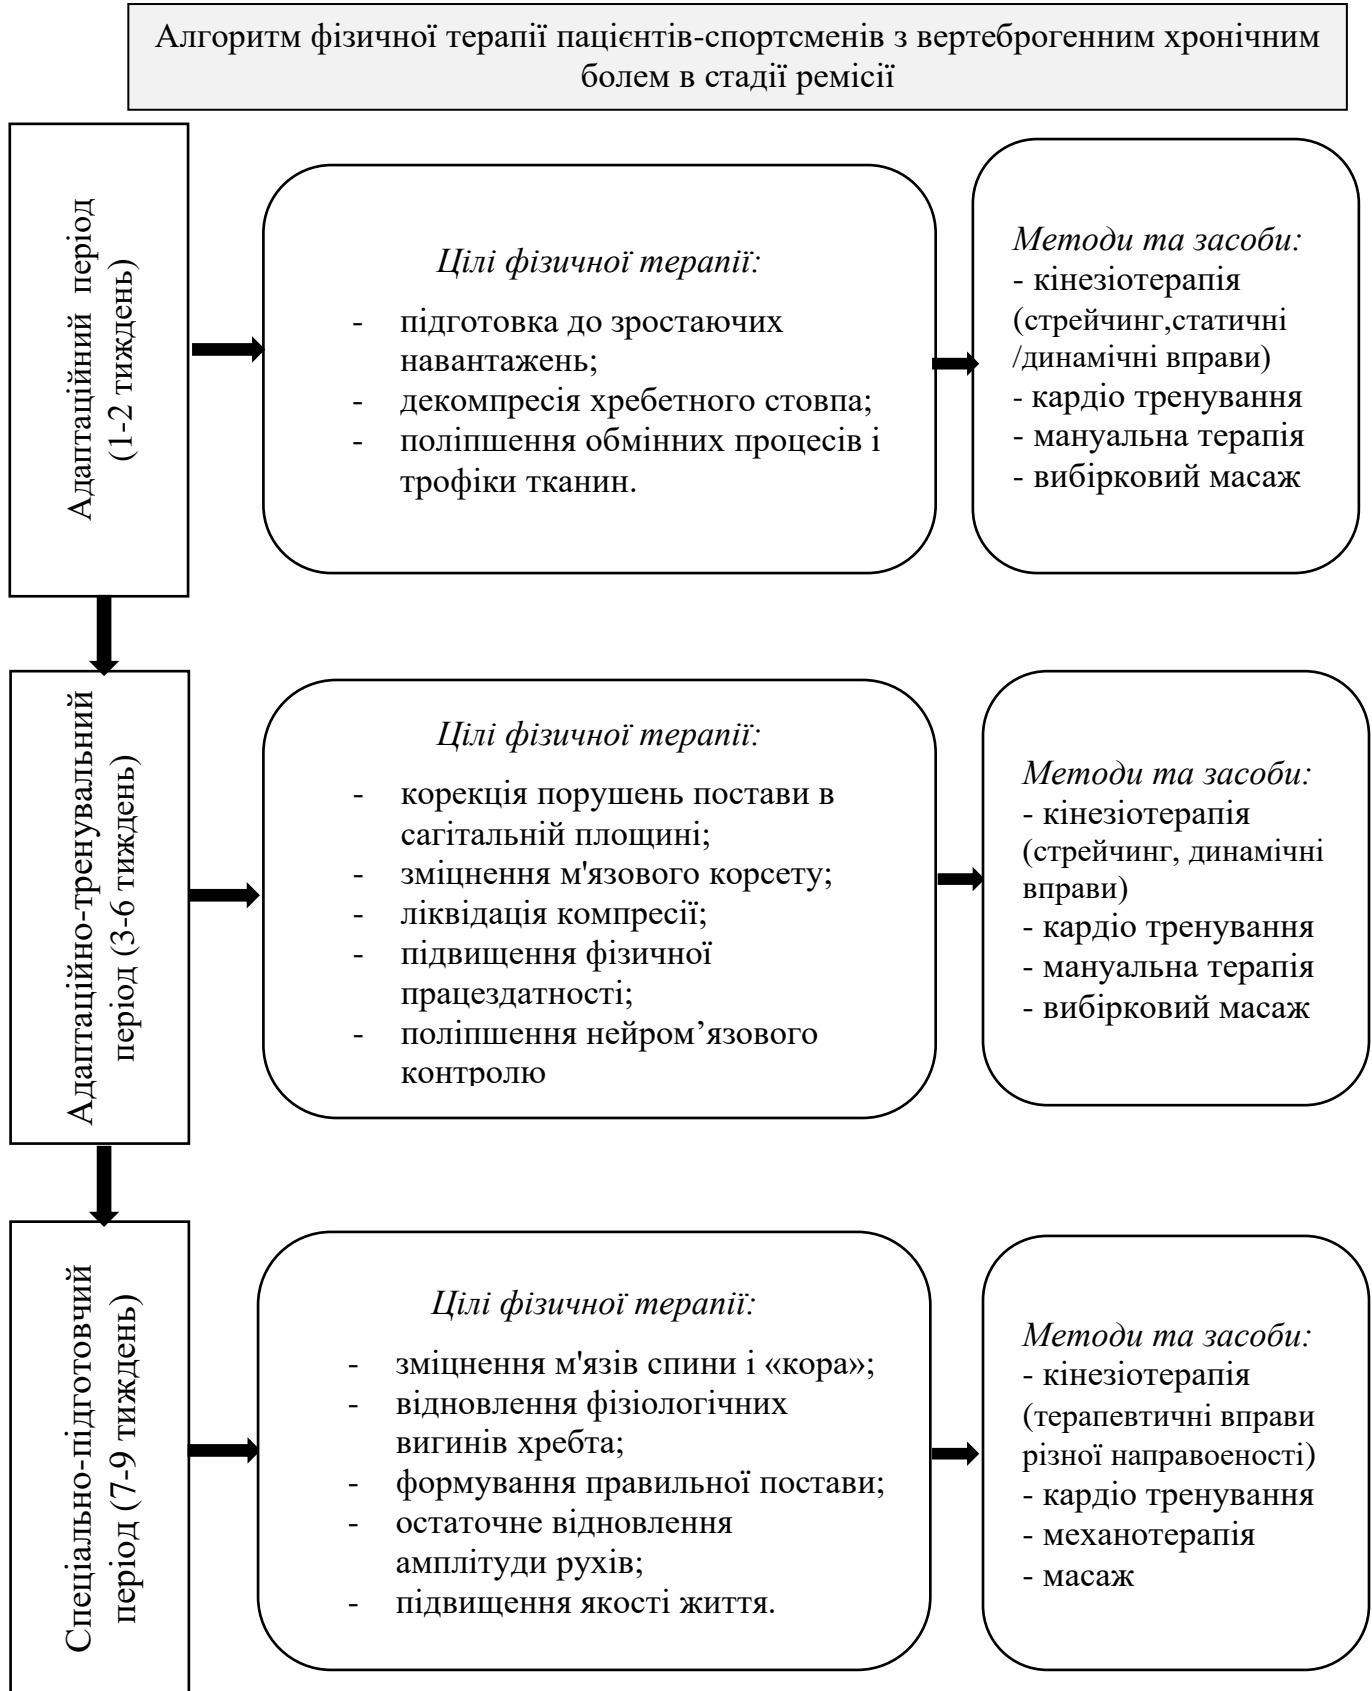 Алгоритм фізичної терапії пацієнтів-спортсменів з вертеброгенним хронічним
болем в стадії ремісії
Адаптаційний період
(1-2 тиждень)
Цілі фізичної терапії:
- підготовка до зростаючих
навантажень;
- декомпресія хребетного стовпа;
- поліпшення обмінних процесів і
трофіки тканин.
Методи та засоби:
- кінезіотерапія
(стрейчинг,статичні
/динамічні вправи)
- кардіо тренування
- мануальна терапія
- вибірковий масаж
Адаптаційно-тренувальний
період (3-6 тиждень)
Цілі фізичної терапії:
- корекція порушень постави в
сагітальній площині;
- зміцнення м'язового корсету;
- ліквідація компресії;
- підвищення фізичної
працездатності;
- поліпшення нейром’язового
контролю
Методи та засоби:
- кінезіотерапія
(стрейчинг, динамічні
вправи)
- кардіо тренування
- мануальна терапія
- вибірковий масаж
Спеціально-підготовчий
період (7-9 тиждень)
Цілі фізичної терапії:
- зміцнення м'язів спини і «кора»;
- відновлення фізіологічних
вигинів хребта;
- формування правильної постави;
- остаточне відновлення
амплітуди рухів;
- підвищення якості життя.
Методи та засоби:
- кінезіотерапія
(терапевтичні вправи
різної направоеності)
- кардіо тренування
- механотерапія
- масаж